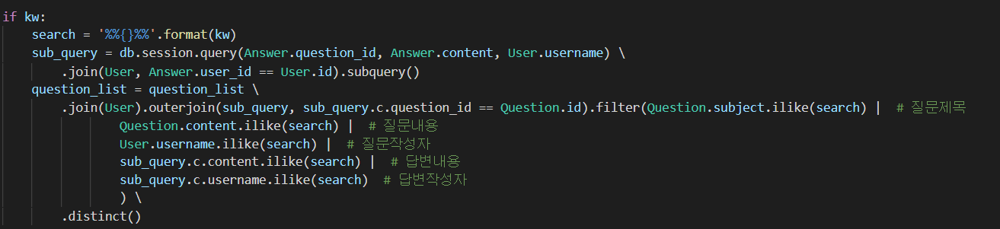 if kw:
    search = '%%{}%%'.format(kw)
    sub_query = db.session.query(Answer.question_id, Answer.content, User.username) \
        .join(User, Answer.user_id == User.id).subquery()
    question_list = question_list \
        .join(User).outerjoin(sub_query, sub_query.c.question_id == Question.id).filter(Question.subject.ilike(search) |  # 질문제목
                Question.content.ilike(search) |  # 질문내용
                User.username.ilike(search) |  # 질문작성자
                sub_query.c.content.ilike(search) |  # 답변내용
                sub_query.c.username.ilike(search)  # 답변작성자
                ) \
        .distinct()